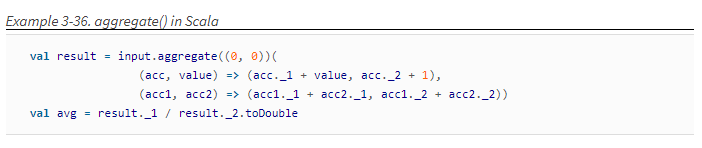 Example 3-36. aggregate() in Scala
val result = input.aggregate((0, 0))(
(acc, value) => (acc._1 + value, acc._2 + 1),
(acc1, acc2) => (acc1._1 + acc2._1, acc1._2 + acc2._2))
val avg = result._1 / result._2.toDouble